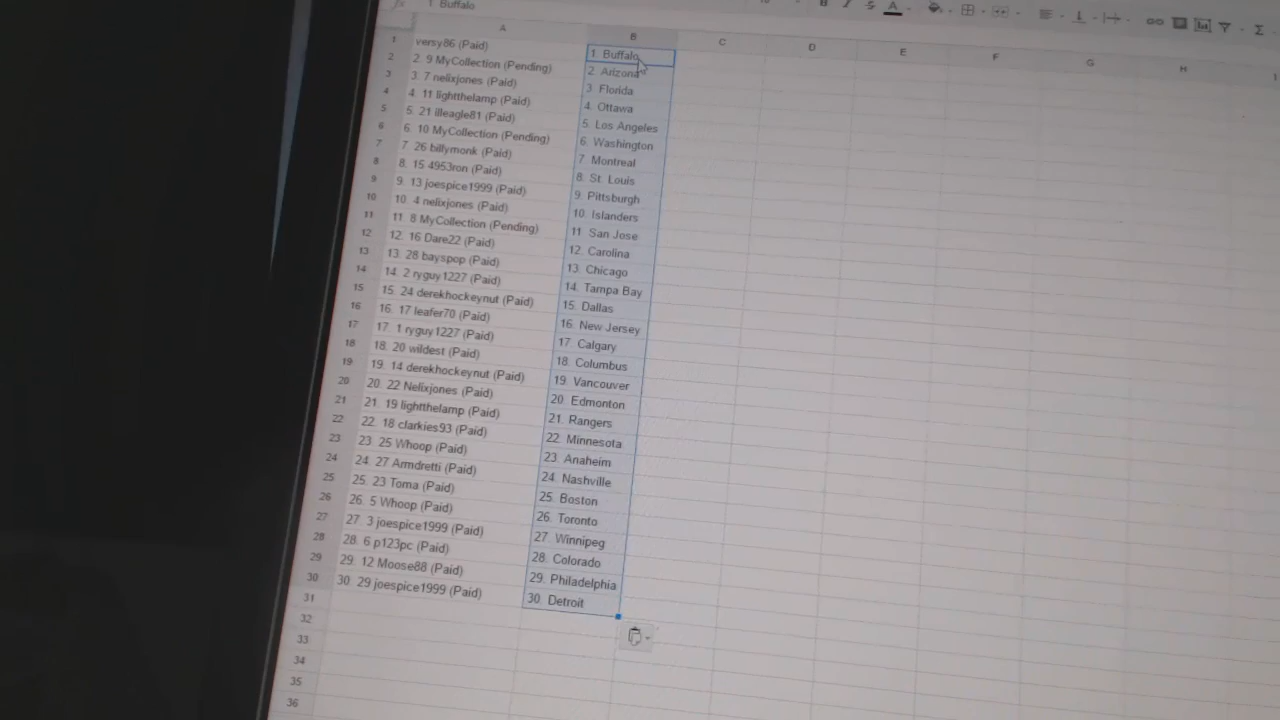 1 Buffalo
A B C D E F G H
1 versy86 (Paid) 1 Buffalo
2 2. 9 MyCollection (Pending) 2 Arizona
3 3. 7 nelixjones (Paid) 3 Florida
4 4. 11 lightthelamp (Paid) 4 Ottawa
5 5. 21 illeagle81 (Paid) 5 Los Angeles
6 6. 10 MyCollection (Pending) 6 Washington
7 7 26 billymonk (Paid) 7 Montreal
8 8. 15 4953ron (Paid) 8 St. Louis
9 9. 13 joespice1999 (Paid) 9 Pittsburgh
10 10. 4 nelixjones (Paid) 10 Islanders
11 11. 8 MyCollection (Pending) 11 San Jose
12 12. 16 Dare22 (Paid) 12. Carolina
13 13. 28 bayspop (Paid) 13 Chicago
14 14. 2 ryguy1227 (Paid) 14. Tampa Bay
15 15. 24 derekhockeynut (Paid) 15 Dallas
16 16. 17 leafer70 (Paid) 16. New Jersey
17 17. 1 ryguy1227 (Paid) 17 Calgary
18 18. 20 wildest (Paid) 18 Columbus
19 19. 14 derekhockeynut (Paid) 19 Vancouver
20 20. 22 Nelixjones (Paid) 20 Edmonton
21 21. 19 lightthelamp (Paid) 21 Rangers
22 22. 18 clarkies93 (Paid) 22 Minnesota
23 23. 25 Whoop (Paid) 23 Anaheim
24 24. 27 Armdretti (Paid) 24. Nashville
25 25. 23 Toma (Paid) 25 Boston
26 26. 5 Whoop (Paid) 26 Toronto
27 27. 3 joespice1999 (Paid) 27 Winnipeg
28 28. 6 p123pc (Paid) 28 Colorado
29 29. 12 Moose88 (Paid) 29. Philadelphia
30 30 29 joespice1999 (Paid) 30 Detroit
31
32
33
34
35
36